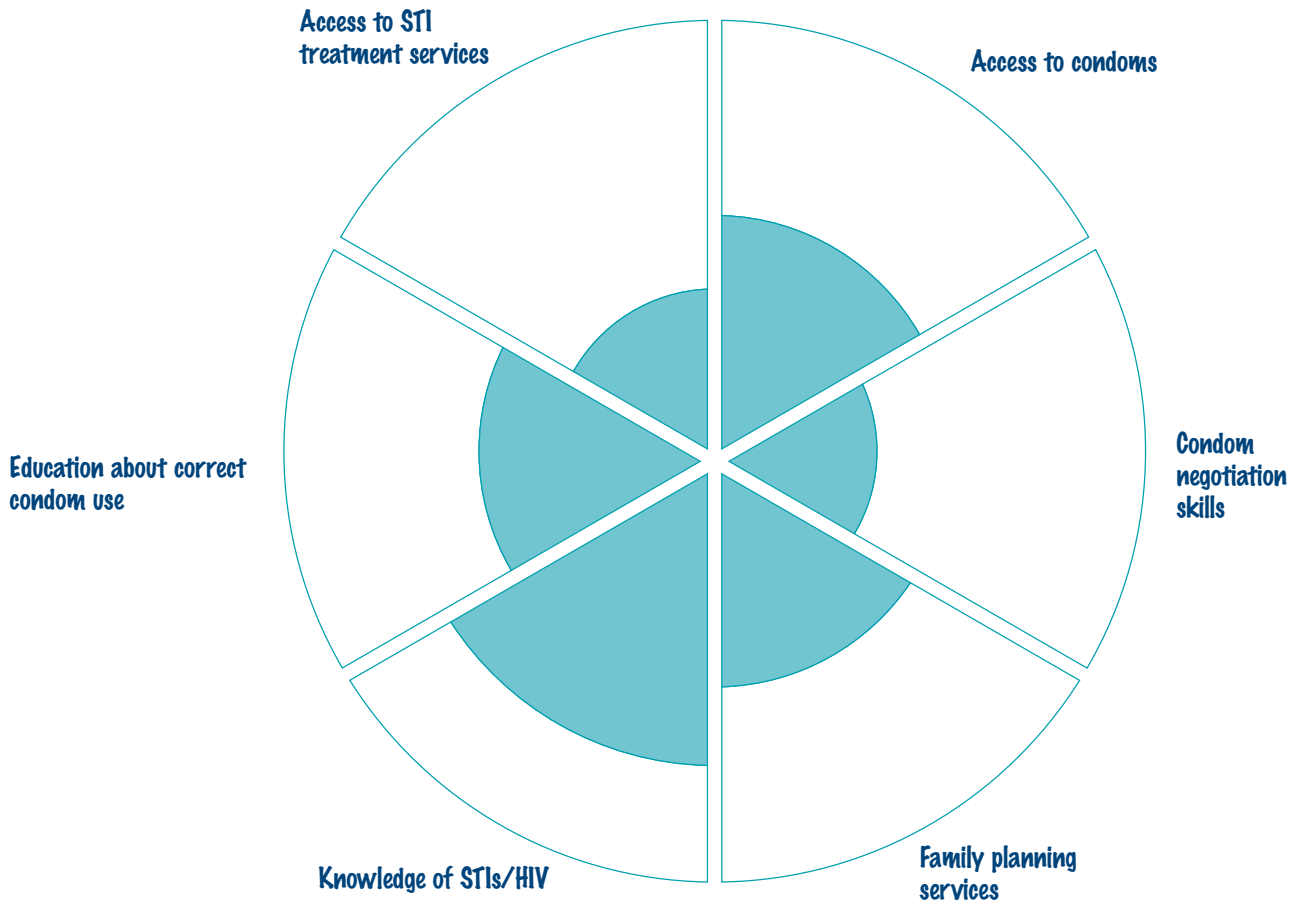 Access to STI
treatment services
Access to condoms
Education about correct
condom use
Condom
negotiation
skills
Knowledge of STIs/HIV
Family planning
services